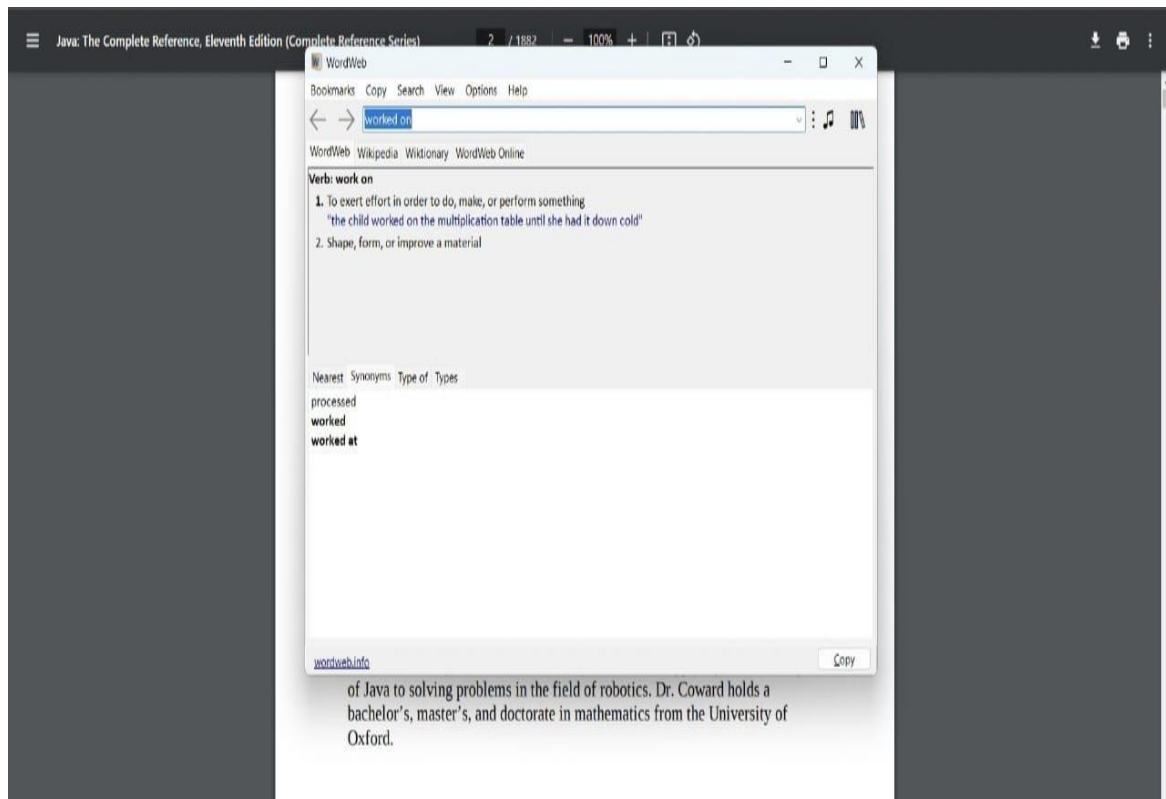 Java: The Complete Reference, Eleventh Edition (Complete Reference Series) 2 / 1882 − 100% +
WordWeb
Bookmarks Copy Search View Options Help
worked on
WordWeb Wikipedia Wiktionary WordWeb Online
Verb: work on
1. To exert effort in order to do, make, or perform something
"the child worked on the multiplication table until she had it down cold"
2. Shape, form, or improve a material
Nearest Synonyms Type of Types
processed
worked
worked at
wordweb.info Copy
of Java to solving problems in the field of robotics. Dr. Coward holds a
bachelor’s, master’s, and doctorate in mathematics from the University of
Oxford.